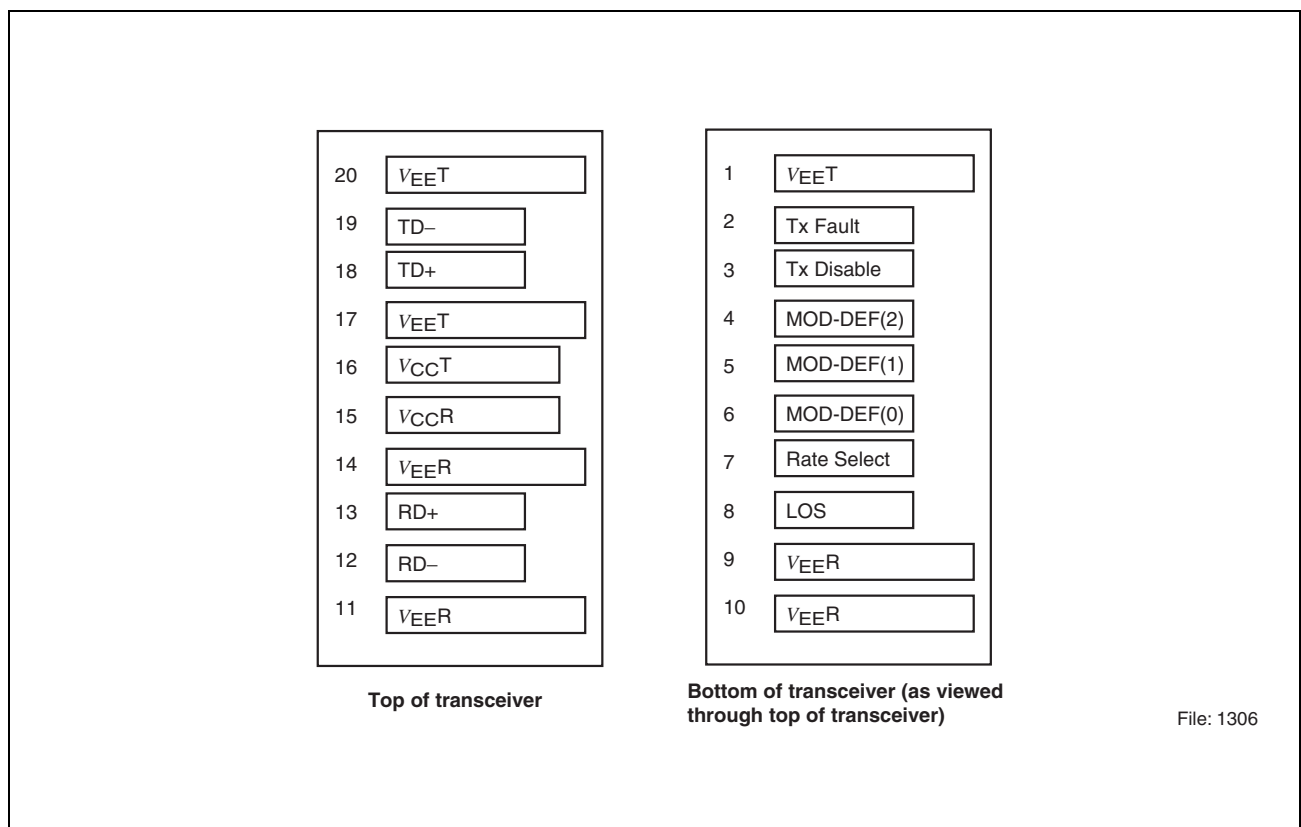 20 VEET
19 TD–
18 TD+
17 VEET
16 VCCT
15 VCCR
14 VEER
13 RD+
12 RD–
11 VEER
Top of transceiver
1 VEET
2 Tx Fault
3 Tx Disable
4 MOD-DEF(2)
5 MOD-DEF(1)
6 MOD-DEF(0)
7 Rate Select
8 LOS
9 VEER
10 VEER
Bottom of transceiver (as viewed
through top of transceiver)
File: 1306